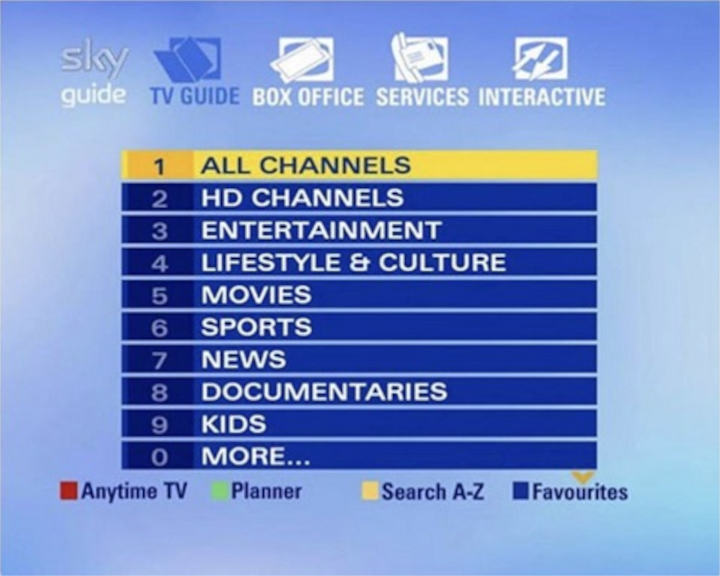 sky
guide
TV GUIDE BOX OFFICE SERVICES INTERACTIVE
1 ALL CHANNELS
2 HD CHANNELS
3 ENTERTAINMENT
4 LIFESTYLE & CULTURE
5 MOVIES
6 SPORTS
7 NEWS
8 DOCUMENTARIES
9 KIDS
0 MORE...
Anytime TV Planner Search A-Z Favourites